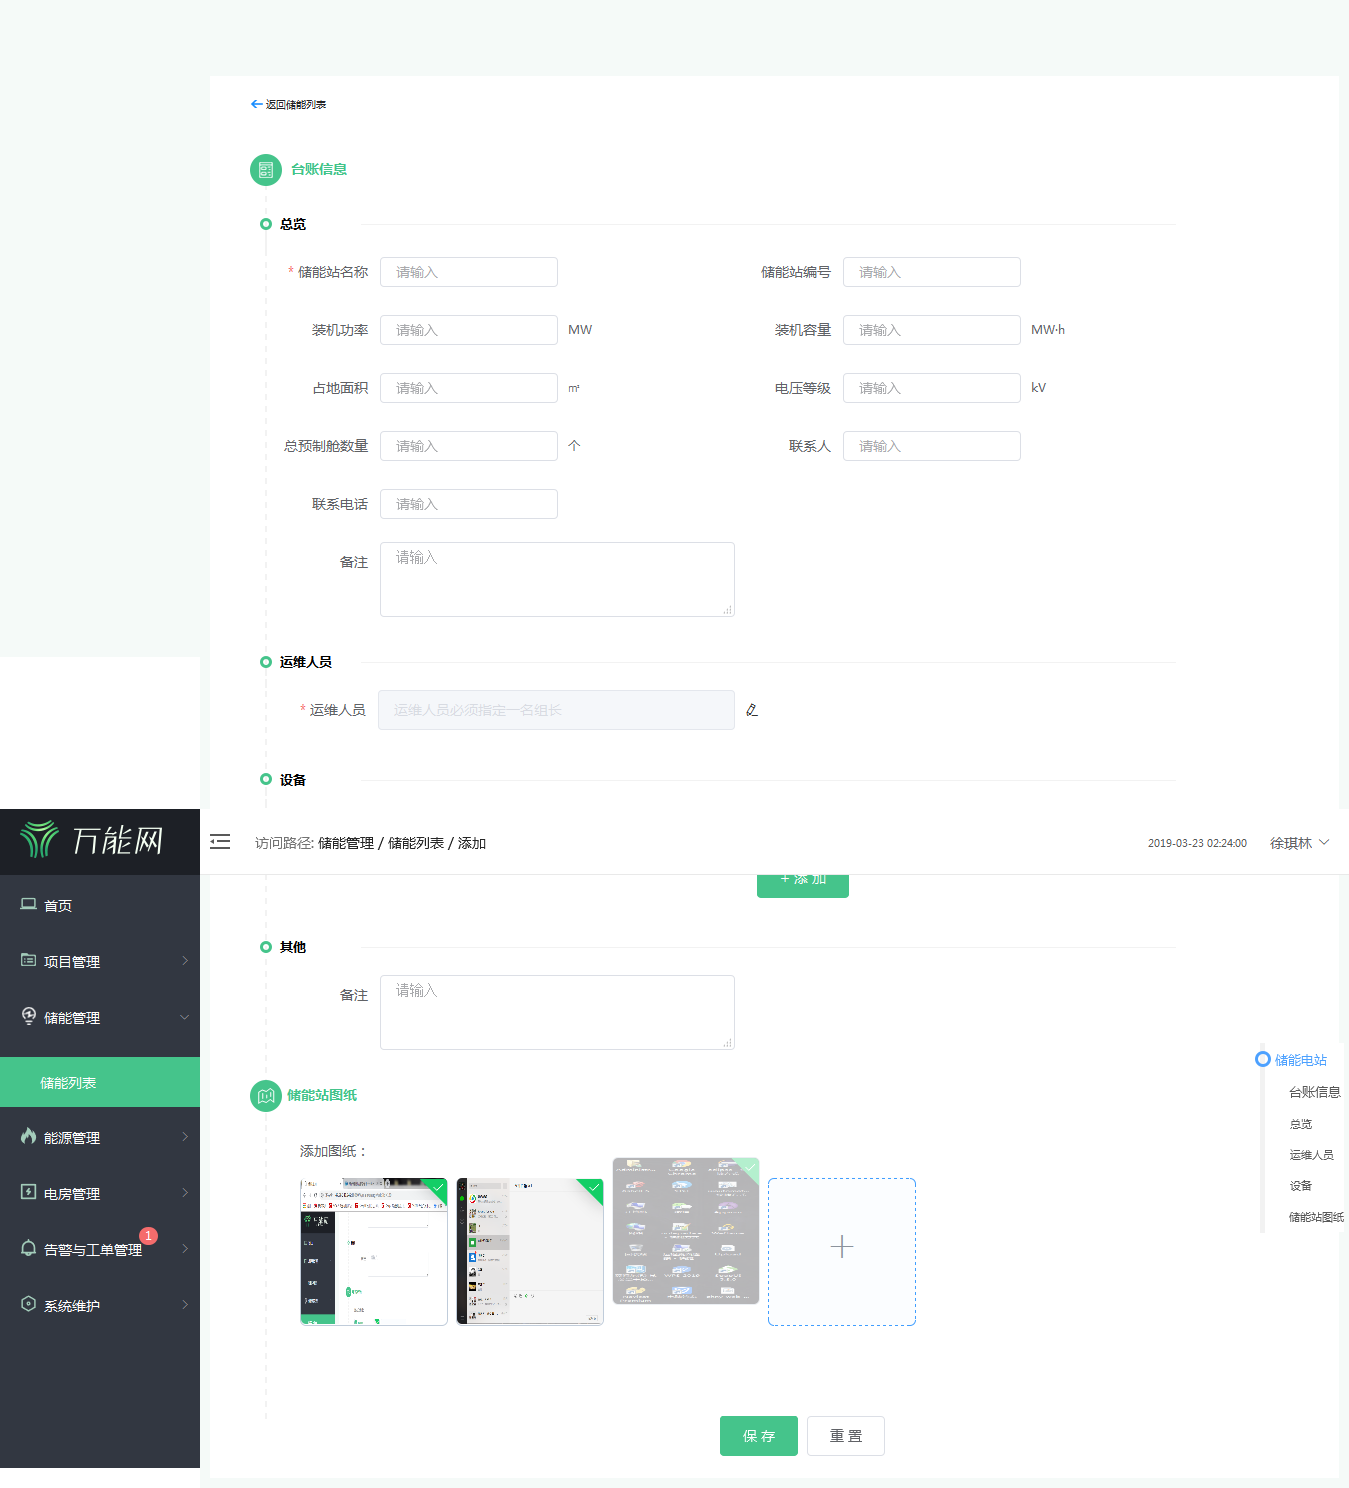 返回储能列表
台账信息
总览
* 储能站名称 请输入 储能站编号 请输入
装机功率 请输入 MW 装机容量 请输入 MW·h
占地面积 请输入 ㎡ 电压等级 请输入 kV
总预制舱数量 请输入 个 联系人 请输入
联系电话 请输入
备注 请输入
运维人员
* 运维人员 运维人员必须指定一名组长
设备
万能网
访问路径: 储能管理 / 储能列表 / 添加
2019-03-23 02:24:00 徐琪林
+ 添 加
首页
项目管理
储能管理
储能列表
能源管理
电房管理
告警与工单管理 1
系统维护
其他
备注 请输入
储能站图纸
添加图纸：
储能电站
台账信息
总览
运维人员
设备
储能站图纸
保 存 重 置